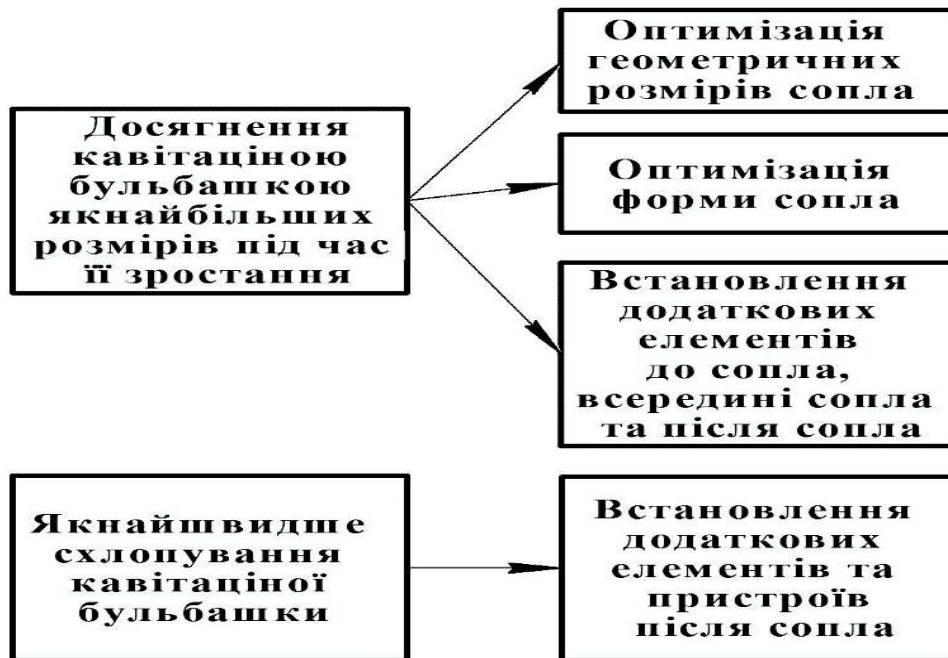 Досягнення
кавітаціною
бульбашкою
якнайбільших
розмірів під час
її зростання
Оптимізація
геометричних
розмірів сопла
Оптимізація
форми сопла
Встановлення
додаткових
елементів
до сопла,
всередині сопла
та після сопла
Якнайшвидше
схлопування
кавітаціної
бульбашки
Встановлення
додаткових
елементів та
пристроїв
після сопла